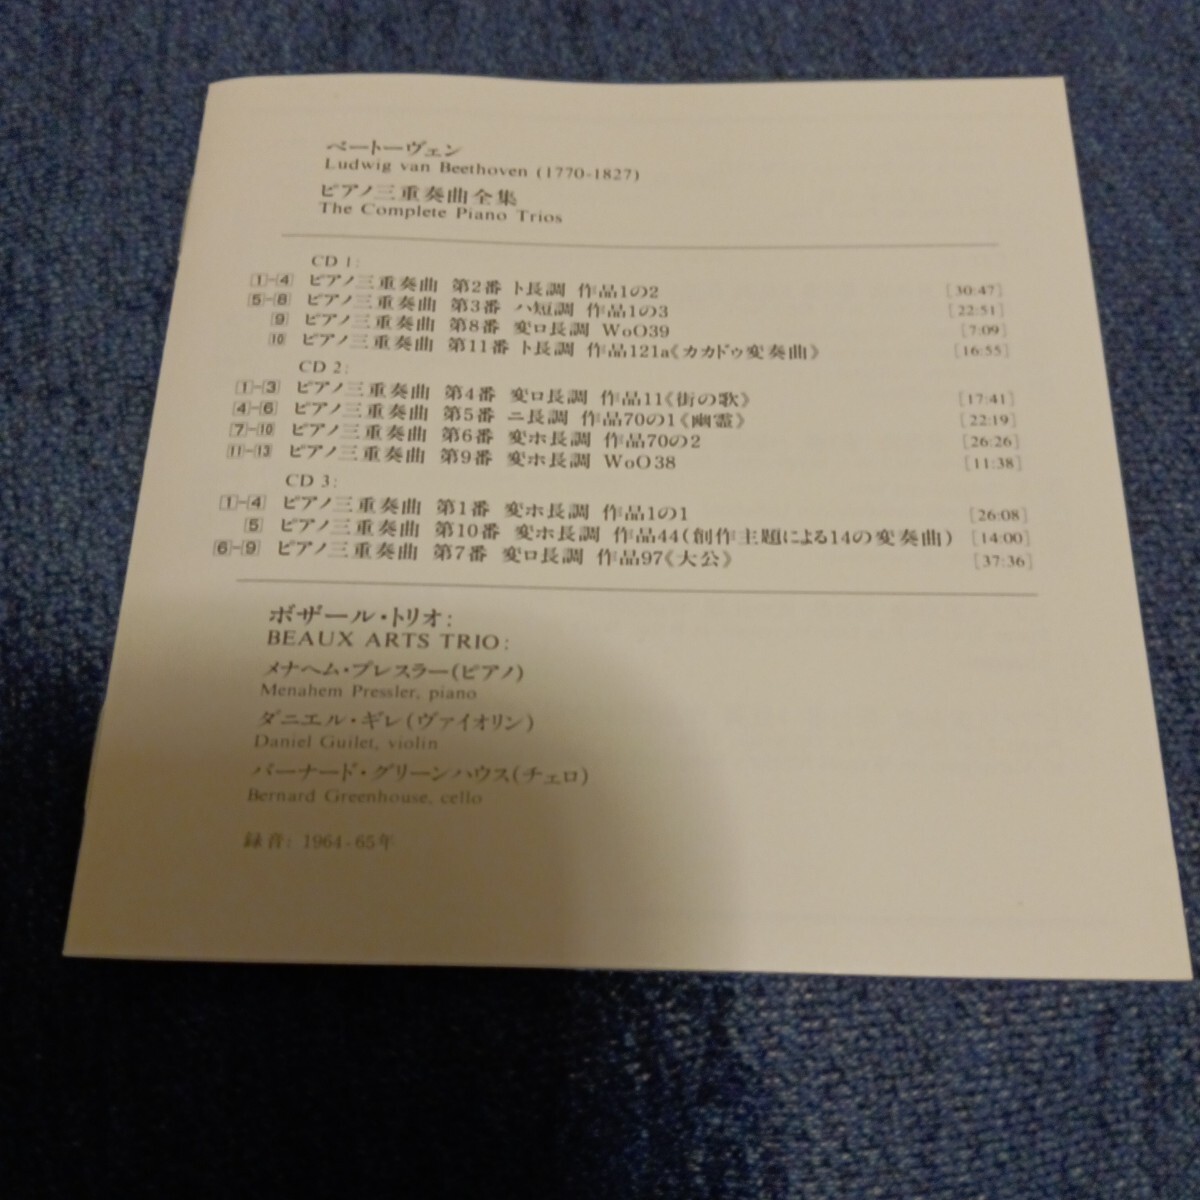 ベートーヴェン
Ludwig van Beethoven (1770-1827)
ピアノ三重奏曲全集
The Complete Piano Trios
CD 1:
1-4 ピアノ三重奏曲 第2番 ト長調 作品1の2 [30:47]
5-8 ピアノ三重奏曲 第3番 ハ短調 作品1の3 [22:51]
9 ピアノ三重奏曲 第8番 変ロ長調 WoO39 [7:09]
10 ピアノ三重奏曲 第11番 ト長調 作品121a《カカドゥ変奏曲》 [16:55]
CD 2:
1-3 ピアノ三重奏曲 第4番 変ロ長調 作品11《街の歌》 [17:41]
4-6 ピアノ三重奏曲 第5番 ニ長調 作品70の1《幽霊》 [22:19]
7-10 ピアノ三重奏曲 第6番 変ホ長調 作品70の2 [26:26]
11-13 ピアノ三重奏曲 第9番 変ホ長調 WoO38 [11:38]
CD 3:
1-4 ピアノ三重奏曲 第1番 変ホ長調 作品1の1 [26:08]
5 ピアノ三重奏曲 第10番 変ホ長調 作品44(創作主題による14の変奏曲) [14:00]
6-9 ピアノ三重奏曲 第7番 変ロ長調 作品97《大公》 [37:36]
ボザール・トリオ:
BEAUX ARTS TRIO:
メナヘム・プレスラー(ピアノ)
Menahem Pressler, piano
ダニエル・ギレ(ヴァイオリン)
Daniel Guilet, violin
バーナード・グリーンハウス(チェロ)
Bernard Greenhouse, cello
録音: 1964-65年